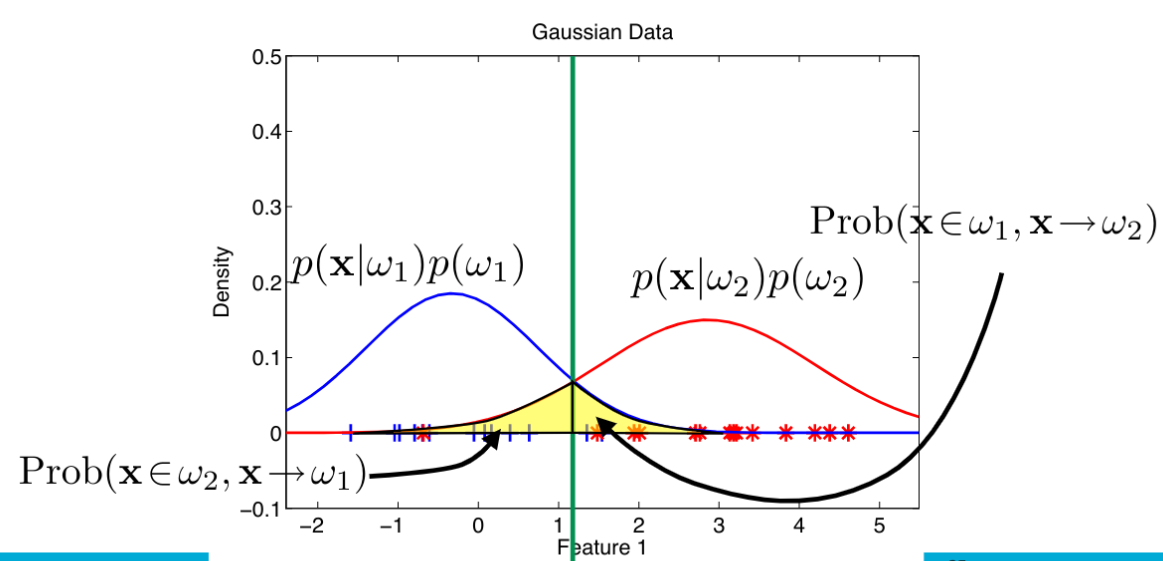 Gaussian Data
0.5
0.4
0.3
0.2
0.1
0
−0.1
Density
p(x|ω₁)p(ω₁)
p(x|ω₂)p(ω₂)
Prob(x∈ω₁, x→ω₂)
Prob(x∈ω₂, x→ω₁)
−2 −1 0 1 2 3 4 5
Feature 1